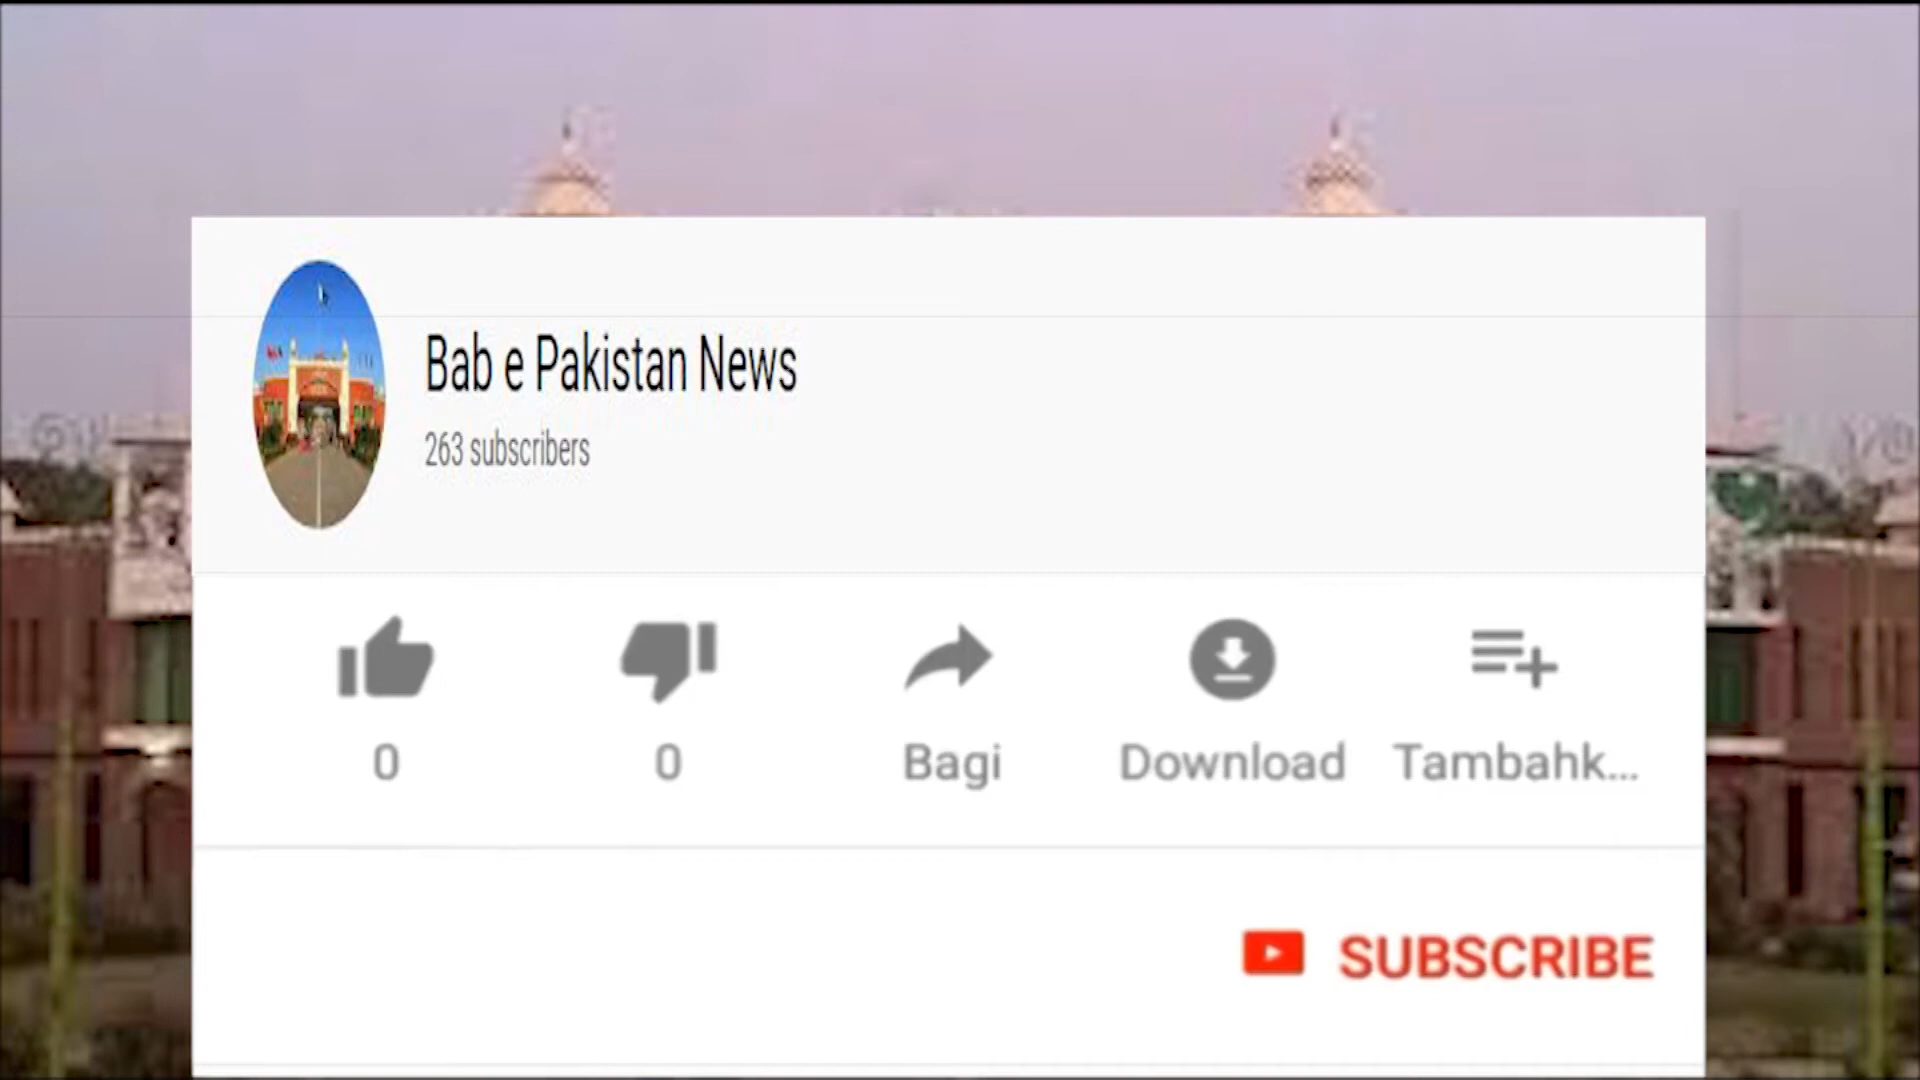 Bab e Pakistan News
263 subscribers
0
0
Bagi
Download
Tambahk...
SUBSCRIBE